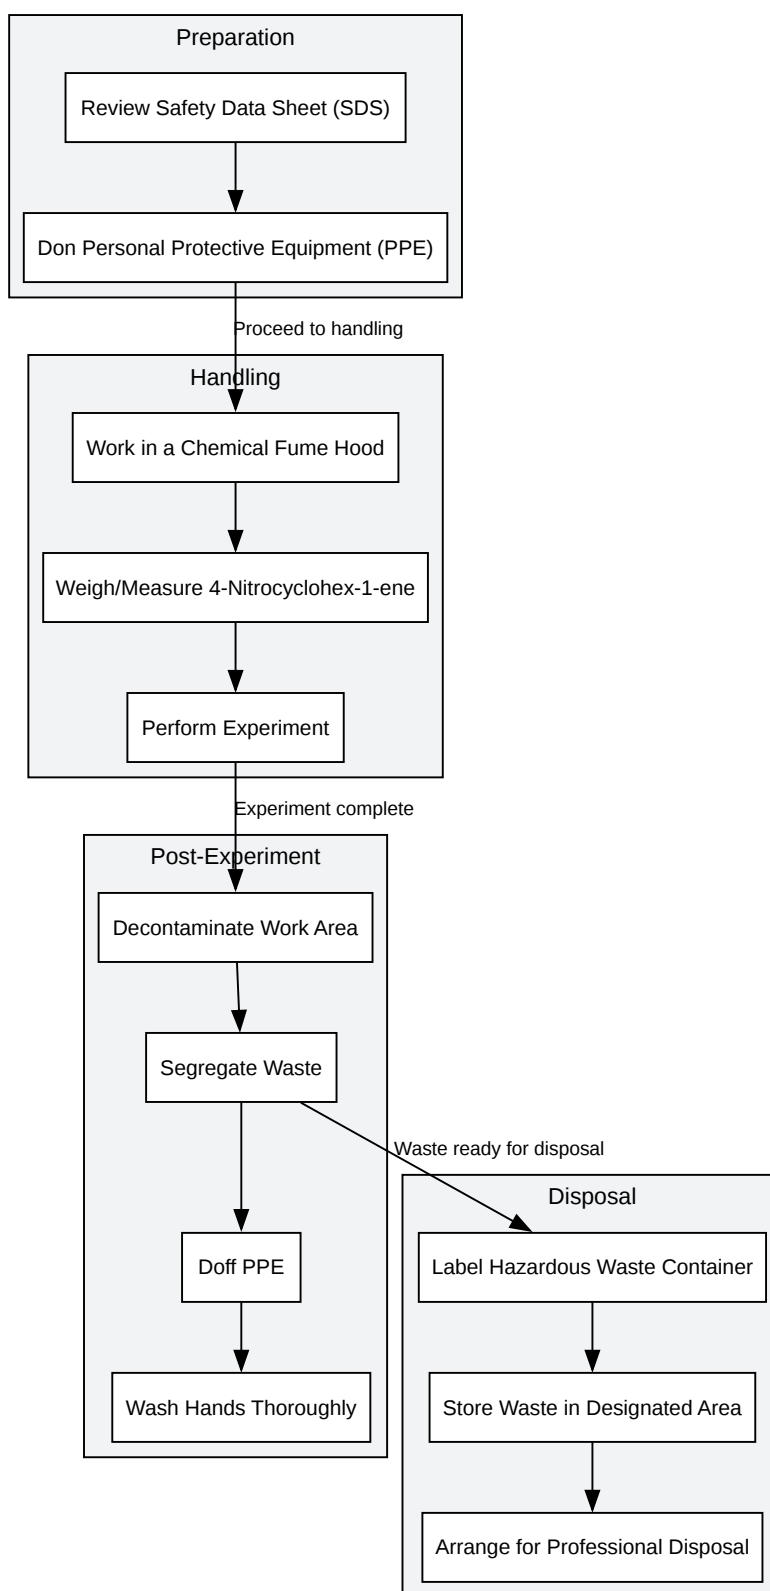 Preparation
Review Safety Data Sheet (SDS)
Don Personal Protective Equipment (PPE)
Proceed to handling
Handling
Work in a Chemical Fume Hood
Weigh/Measure 4-Nitrocyclohex-1-ene
Perform Experiment
Experiment complete
Post-Experiment
Decontaminate Work Area
Segregate Waste
Waste ready for disposal
Disposal
Doff PPE
Label Hazardous Waste Container
Wash Hands Thoroughly
Store Waste in Designated Area
Arrange for Professional Disposal